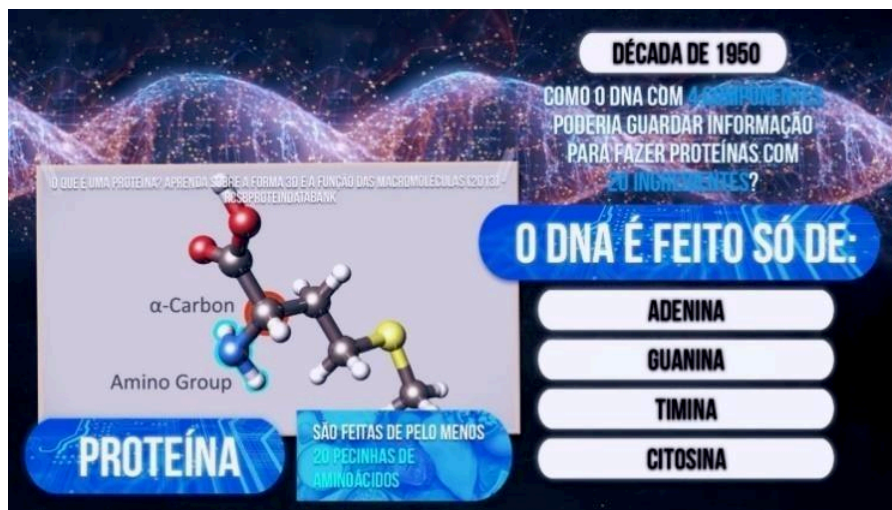 DÉCADA DE 1950
COMO O DNA COM 4 COMPONENTES
PODERIA GUARDAR INFORMAÇÃO
PARA FAZER PROTEÍNAS COM
20 INGREDIENTES?
O QUE É UMA PROTEÍNA? APRENDA SOBRE A FORMA 3D E A FUNÇÃO DAS MACROMOLÉCULAS (2013) -
RCSBPROTEINDATABANK
α-Carbon
Amino Group
PROTEÍNA
SÃO FEITAS DE PELO MENOS
20 PECINHAS DE
AMINOÁCIDOS
O DNA É FEITO SÓ DE:
ADENINA
GUANINA
TIMINA
CITOSINA